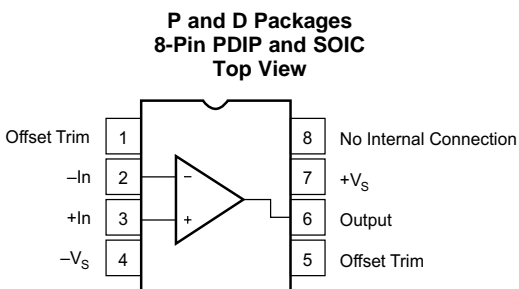 P and D Packages
8-Pin PDIP and SOIC
Top View
Offset Trim 1 8 No Internal Connection
–In 2 − 7 +VS
+In 3 + 6 Output
–VS 4 5 Offset Trim